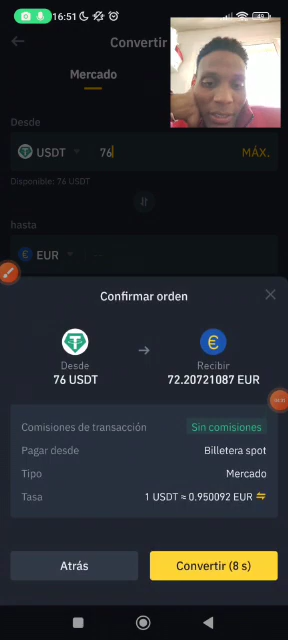 16:51
49
Convertir
Mercado
Desde
USDT 76 MÁX.
Disponible: 76 USDT
hasta
EUR
Confirmar orden
Desde Recibir
76 USDT 72.20721087 EUR
Comisiones de transacción Sin comisiones
Pagar desde Billetera spot
Tipo Mercado
Tasa 1 USDT ≈ 0.950092 EUR
Atrás Convertir (8 s)